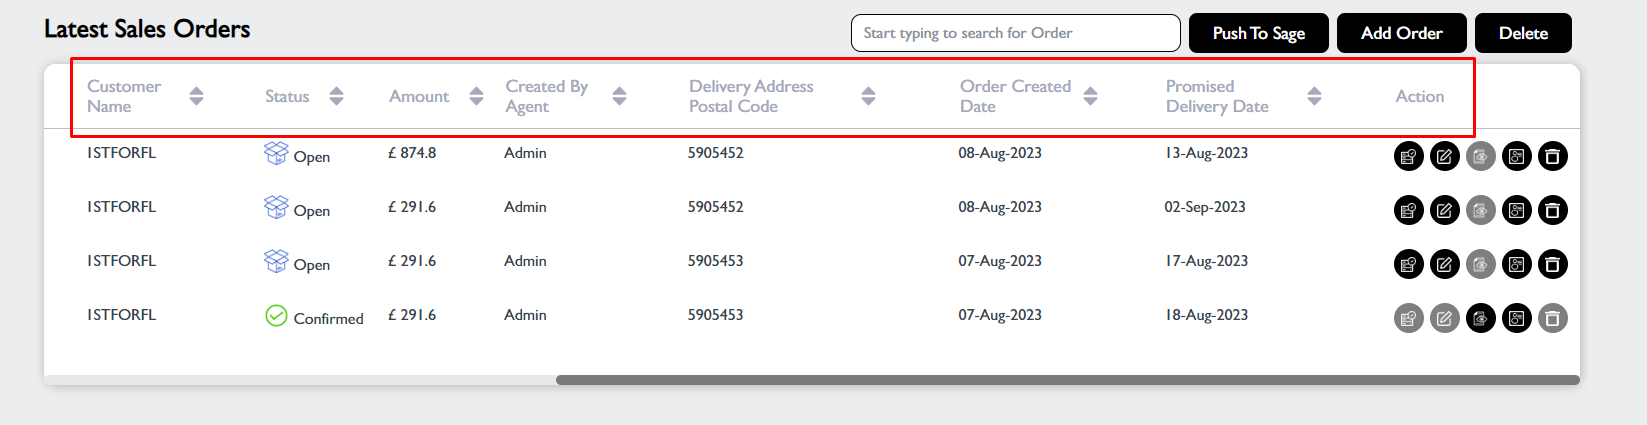 Latest Sales Orders
Start typing to search for Order
Push To Sage
Add Order
Delete
Customer Name
Status
Amount
Created By Agent
Delivery Address Postal Code
Order Created Date
Promised Delivery Date
Action
1STFORFL Open £ 874.8 Admin 5905452 08-Aug-2023 13-Aug-2023
1STFORFL Open £ 291.6 Admin 5905452 08-Aug-2023 02-Sep-2023
1STFORFL Open £ 291.6 Admin 5905453 07-Aug-2023 17-Aug-2023
1STFORFL Confirmed £ 291.6 Admin 5905453 07-Aug-2023 18-Aug-2023